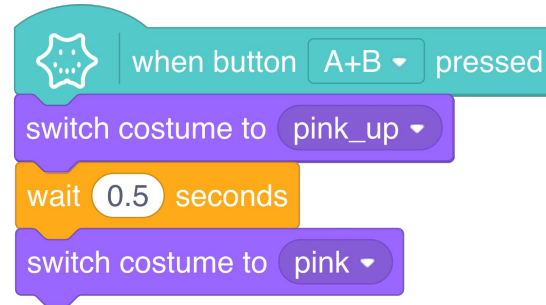 when button A+B pressed
switch costume to pink_up
wait 0.5 seconds
switch costume to pink